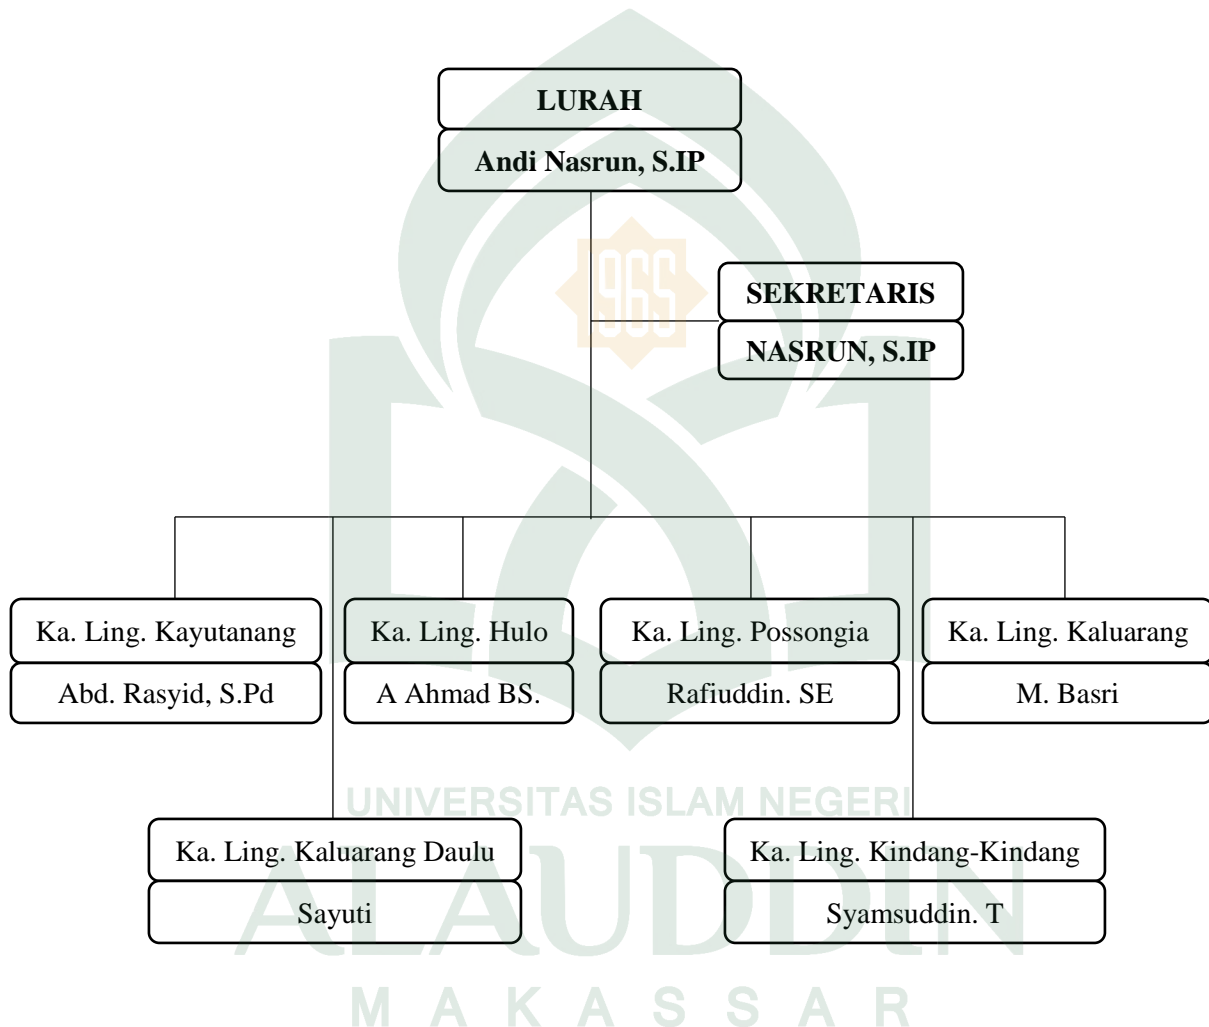 LURAH
Andi Nasrun, S.IP
965
SEKRETARIS
NASRUN, S.IP
Ka. Ling. Kayutanang
Abd. Rasyid, S.Pd
Ka. Ling. Hulo
A Ahmad BS.
Ka. Ling. Possongia
Rafiuddin. SE
Ka. Ling. Kaluarang
M. Basri
UNIVERSITAS ISLAM NEGERI
Ka. Ling. Kaluarang Daulu
Sayuti
Ka. Ling. Kindang-Kindang
Syamsuddin. T
ALAUDDIN
MAKASSAR